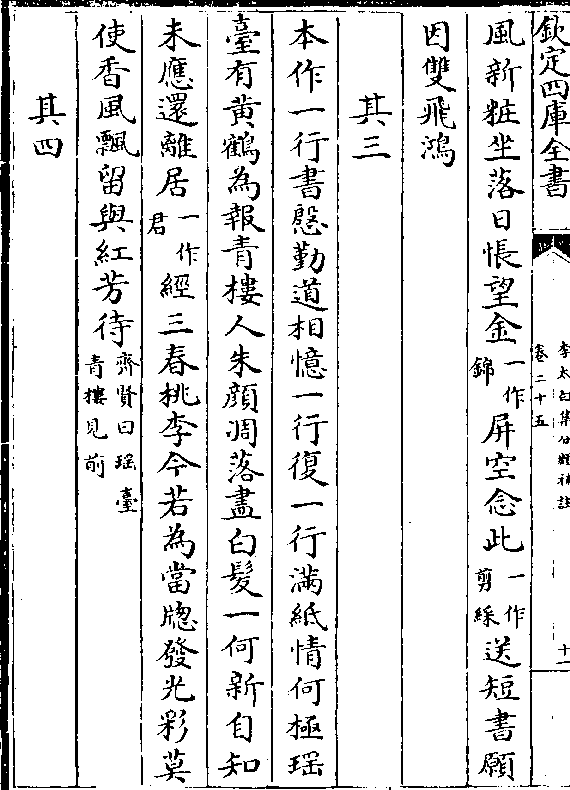 欽定四庫全書
李太白集分類補註
卷二十五
十一
風新粧坐落日悵望金一作錦屏空念此一作剪綵送短書願
因雙飛鴻
其三
本作一行書慇勤道相憶一行復一行滿紙情何極瑶
臺有黄鶴為報青樓人朱顔凋落盡白髮一何新自知
未應還離居一作君經三春桃李今若為當牕發光彩莫
使香風飄留與紅芳待齊賢曰瑶臺青樓見前
其四